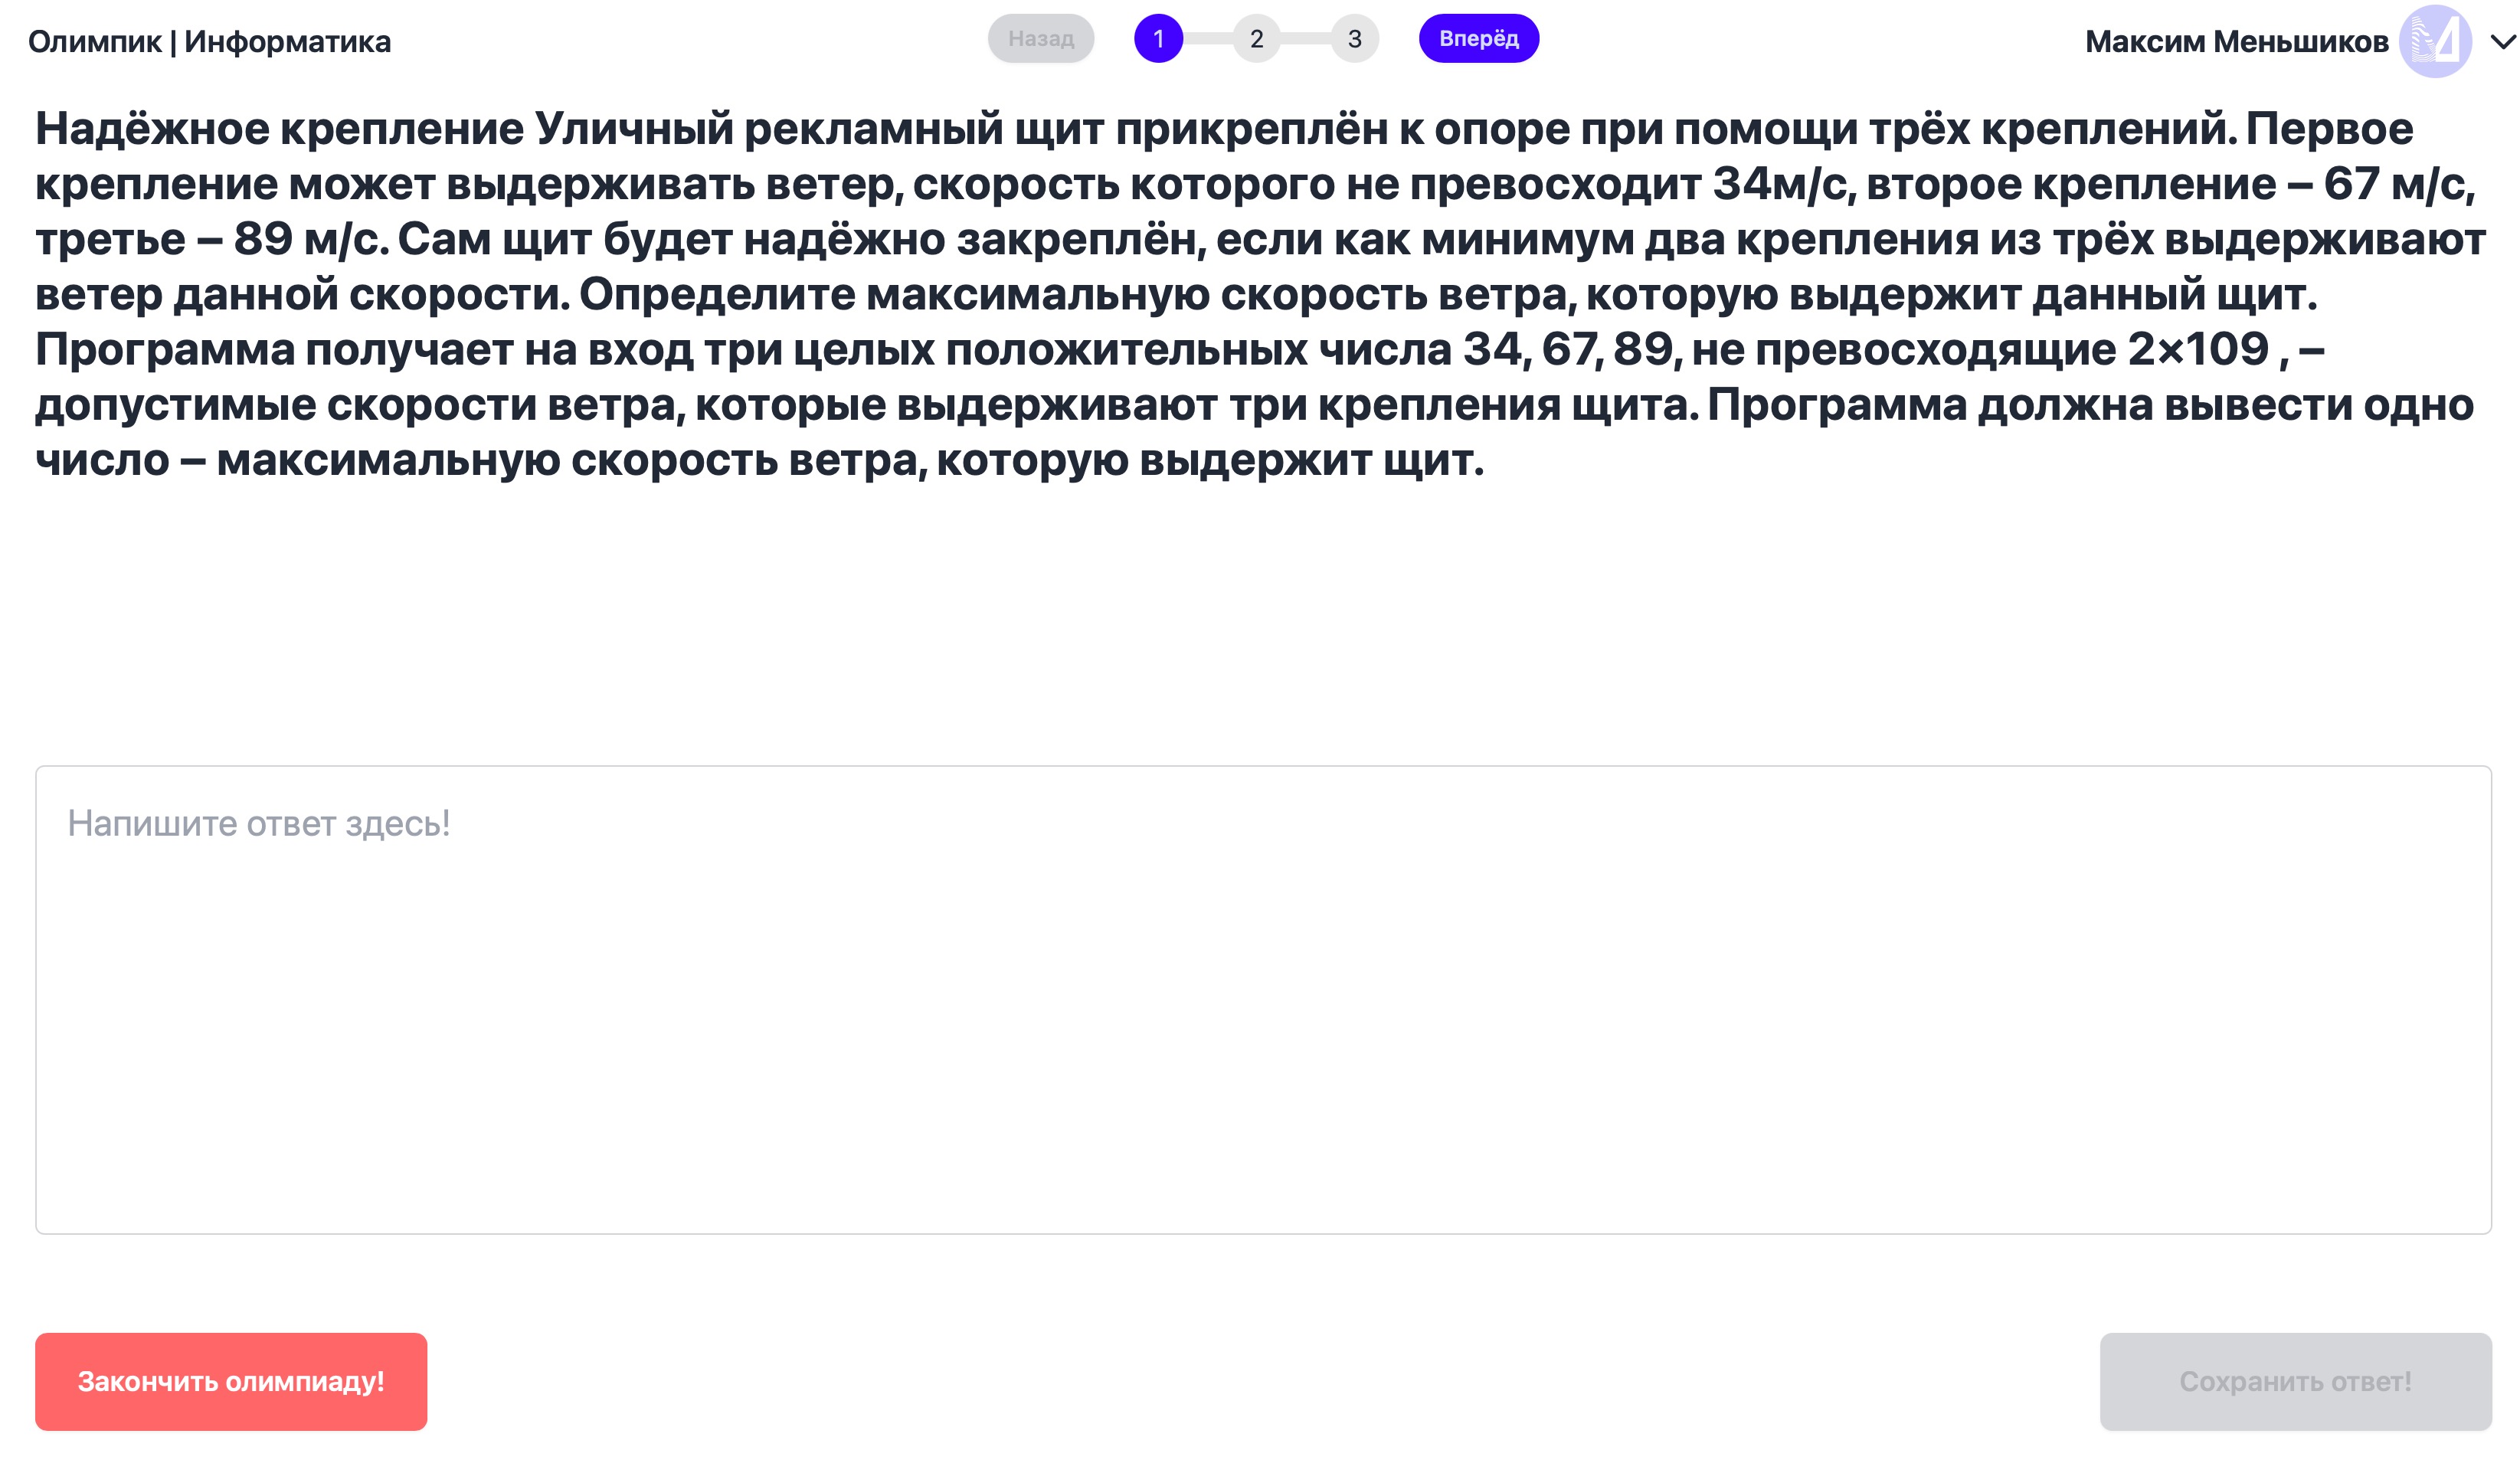 Олимпик | Информатика
Назад
1
2
3
Вперёд
Максим Меньшиков
Надёжное крепление Уличный рекламный щит прикреплён к опоре при помощи трёх креплений. Первое
крепление может выдерживать ветер, скорость которого не превосходит 34м/с, второе крепление – 67 м/с,
третье – 89 м/с. Сам щит будет надёжно закреплён, если как минимум два крепления из трёх выдерживают
ветер данной скорости. Определите максимальную скорость ветра, которую выдержит данный щит.
Программа получает на вход три целых положительных числа 34, 67, 89, не превосходящие 2×109 , –
допустимые скорости ветра, которые выдерживают три крепления щита. Программа должна вывести одно
число – максимальную скорость ветра, которую выдержит щит.
Напишите ответ здесь!
Закончить олимпиаду!
Сохранить ответ!